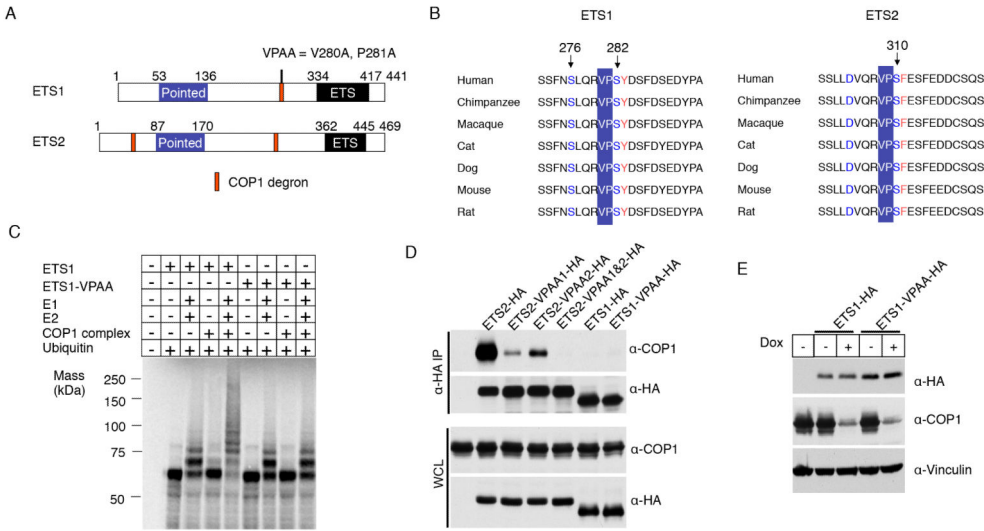 A
VPAA = V280A, P281A
1 53 136 334 417 441
ETS1 Pointed ETS
1 87 170 362 445 469
ETS2 Pointed ETS
COP1 degron
B
ETS1
276 282
Human SSFNSLQRVPSYDSFDSEDYPA
Chimpanzee SSFNSLQRVPSYDSFDSEDYPA
Macaque SSFNSLQRVPSYDSFDSEDYPA
Cat SSFNSLQRVPSYDSFDYEDYPA
Dog SSFNSLQRVPSYDSFDSEDYPA
Mouse SSFNSLQRVPSYDSFDYEDYPA
Rat SSFNSLQRVPSYDSFDSEDYPA
ETS2
310
Human SSLLDVQRVPSFESFEDDCSQS
Chimpanzee SSLLDVQRVPSFESFEDDCSQS
Macaque SSLLDVQRVPSFESFEDDCSQS
Cat SSLLDVQRVPSFESFEDDCSQS
Dog SSLLDVQRVPSFESFEDDCSQS
Mouse SSLLDVQRVPSFESFEEDCSQS
Rat SSLLDVQRVPSFESFEDDCSQS
C
ETS1 - + + + + - - - -
ETS1-VPAA - - - - - + + + +
E1 - - + - + - + - +
E2 - - + - + - + - +
COP1 complex - - - + + - - + +
Ubiquitin - + + + + + + + +
Mass
(kDa)
250
150
100
75
50
D
ETS2-HA
ETS2-VPAA1-HA
ETS2-VPAA2-HA
ETS2-VPAA1&2-HA
ETS1-HA
ETS1-VPAA-HA
α-HA IP
α-COP1
α-HA
WCL
α-COP1
α-HA
E
ETS1-HA
ETS1-VPAA-HA
Dox - - + - +
α-HA
α-COP1
α-Vinculin